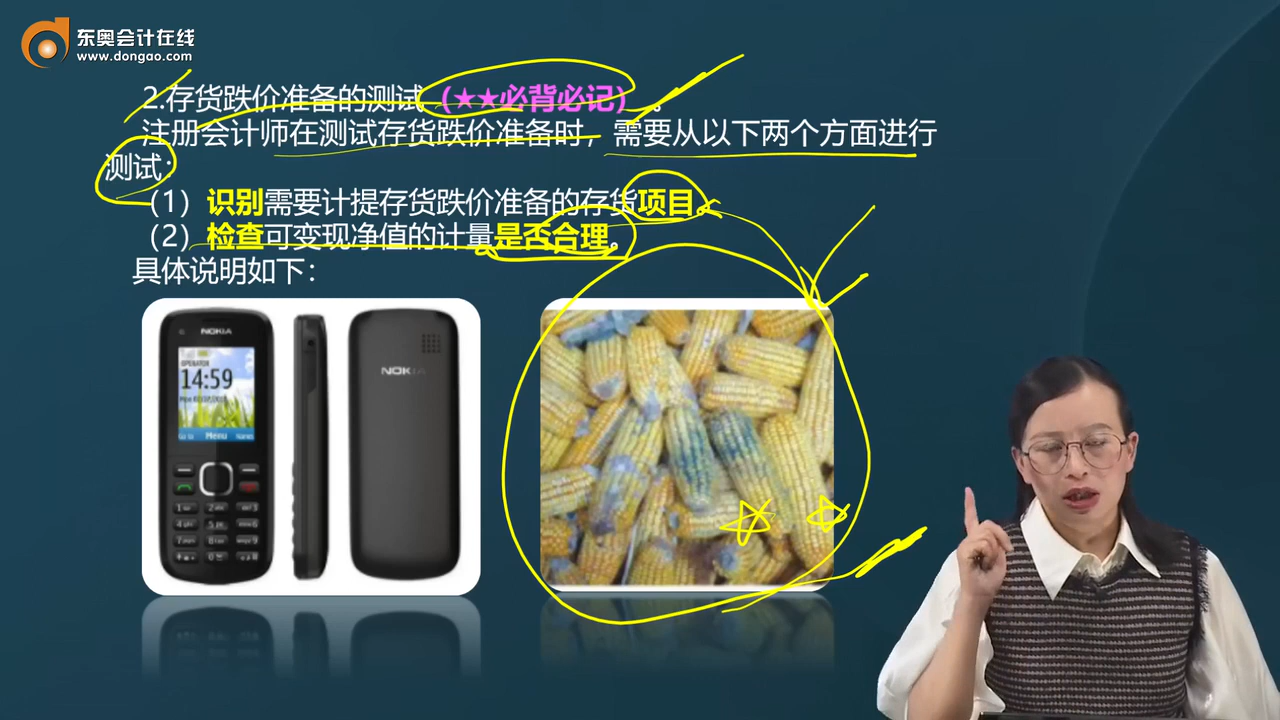 东奥会计在线
www.dongao.com
2.存货跌价准备的测试（★★必背必记）。
注册会计师在测试存货跌价准备时，需要从以下两个方面进行
测试：
（1）识别需要计提存货跌价准备的存货项目。
（2）检查可变现净值的计量是否合理。
具体说明如下：
NOKIA
OPERATOR
14:59
Go to Menu Names
NOKIA